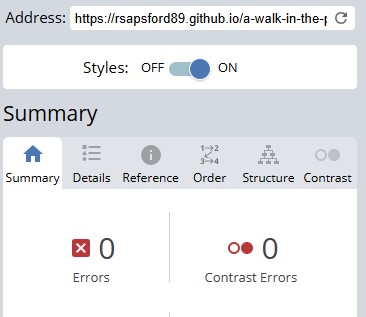 Address: https://rsapsford89.github.io/a-walk-in-the-p
Styles: OFF ON
Summary
Summary Details Reference Order Structure Contrast
0 0
Errors Contrast Errors